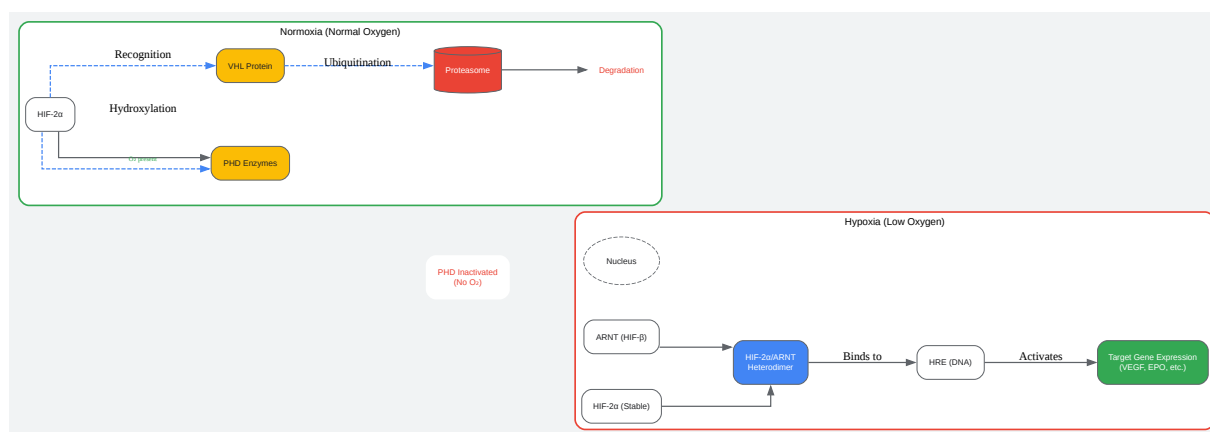 Normoxia (Normal Oxygen)
Recognition
VHL Protein
Ubiquitination
Proteasome
Degradation
HIF-2α
Hydroxylation
O₂ present
PHD Enzymes
Hypoxia (Low Oxygen)
Nucleus
PHD Inactivated
(No O₂)
ARNT (HIF-β)
HIF-2α/ARNT
Heterodimer
Binds to
HRE (DNA)
Activates
Target Gene Expression
(VEGF, EPO, etc.)
HIF-2α (Stable)